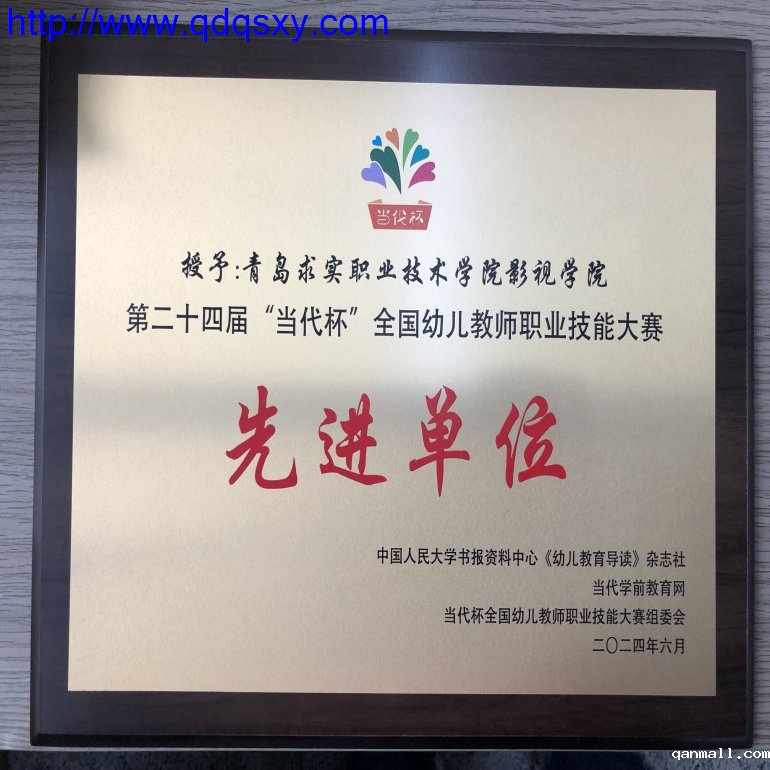 http://www.qdqsxy.com
当代杯
授予:青岛求实职业技术学院影视学院
第二十四届“当代杯”全国幼儿教师职业技能大赛
先进单位
中国人民大学书报资料中心《幼儿教育导读》杂志社
当代学前教育网
当代杯全国幼儿教师职业技能大赛组委会
二〇二四年六月
qanmall.com